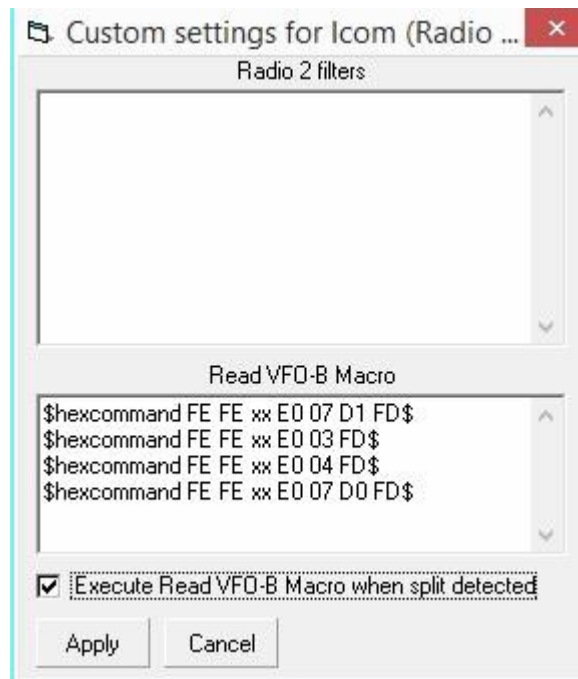 Custom settings for Icom (Radio ...
Radio 2 filters
Read VFO-B Macro
$hexcommand FE FE xx E0 07 D1 FD$
$hexcommand FE FE xx E0 03 FD$
$hexcommand FE FE xx E0 04 FD$
$hexcommand FE FE xx E0 07 D0 FD$
Execute Read VFO-B Macro when split detected
Apply Cancel